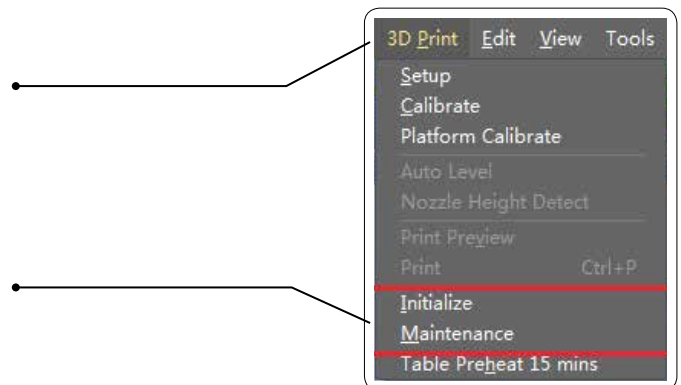 3D Print Edit View Tools
Setup
Calibrate
Platform Calibrate
Auto Level
Nozzle Height Detect
Print Preview
Print Ctrl+P
Initialize
Maintenance
Table Preheat 15 mins